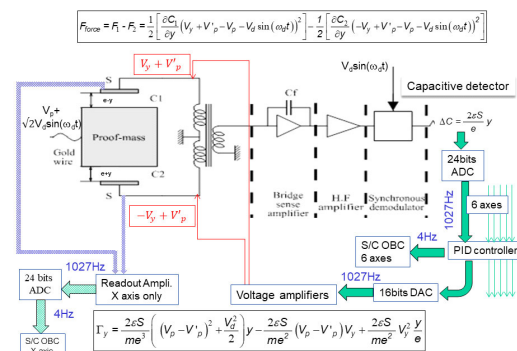 F_force = F_1 - F_2 = 1/2 [ ∂C_1/∂y (V_y + V'_p - V_p - V_d sin(ω_d t))^2 ] - 1/2 [ ∂C_2/∂y (-V_y + V'_p - V_p - V_d sin(ω_d t))^2 ]
V_y + V'_p
V_d sin(ω_d t)
Capacitive detector
S
e-y
C1
Cf
V_p+
√2V_d sin(ω_d t)
Proof-mass
ΔC = 2εS/e y
Gold
wire
C2
e+y
S
24bits
ADC
Bridge
sense
amplifier
H.F
amplifier
Synchronous
demodulator
1027Hz
6 axes
-V_y + V'_p
4Hz
S/C OBC
6 axes
PID controller
1027Hz
1027Hz
24 bits
ADC
Readout Ampli.
X axis only
Voltage amplifiers
16bits DAC
4Hz
S/C OBC
X axis
Γ_y = 2εS/me^3 ( (V_p - V'_p)^2 + V_d^2/2 ) y - 2εS/me^2 (V_p - V'_p) V_y + 2εS/me^2 V_y^2 y/e